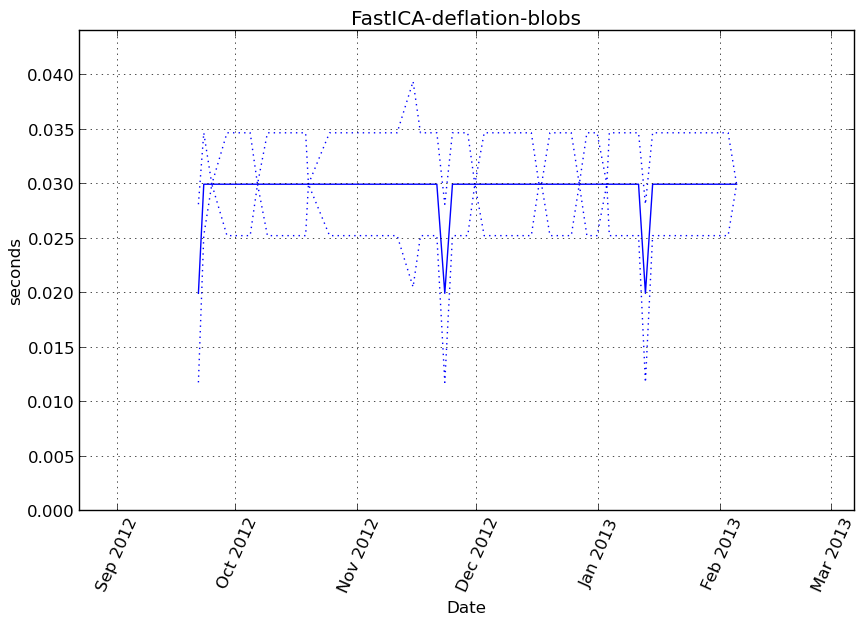 FastICA-deflation-blobs
0.040
0.035
0.030
0.025
0.020
0.015
0.010
0.005
0.000
seconds
Sep 2012
Oct 2012
Nov 2012
Dec 2012
Jan 2013
Feb 2013
Mar 2013
Date